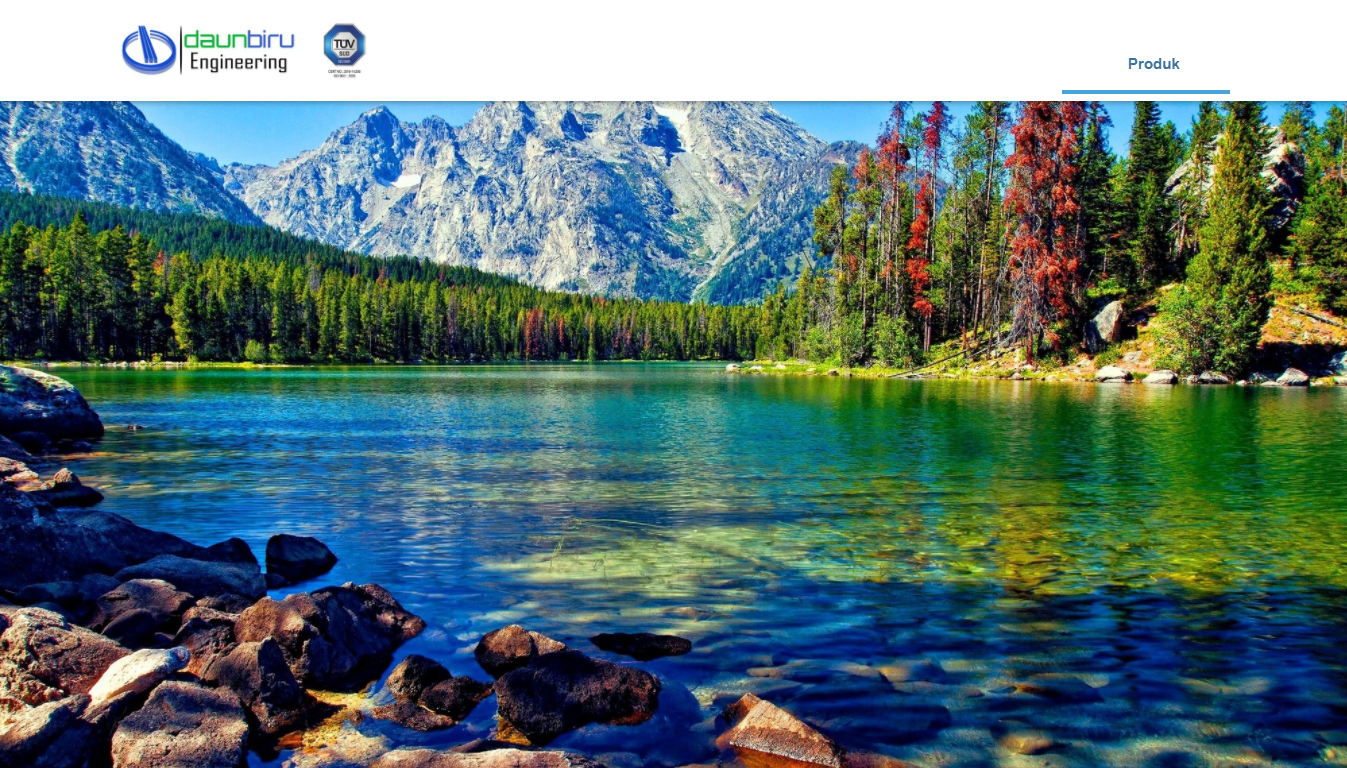 daunbiru
Engineering
TÜV
SÜD
Produk